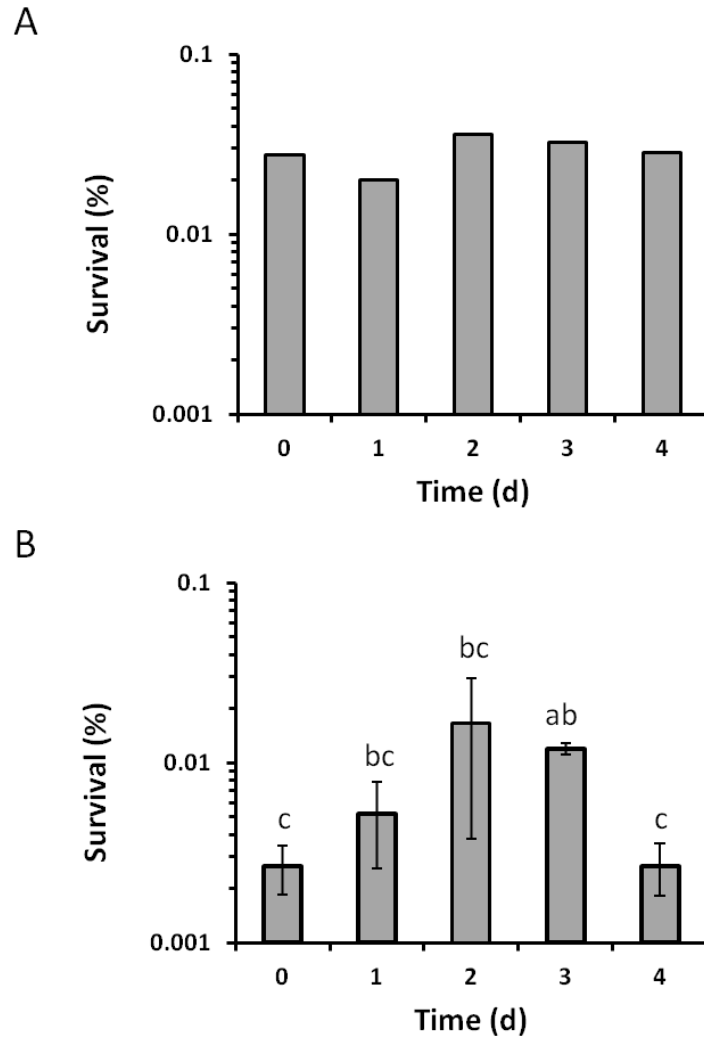 A
0.1
0.01
0.001
Survival (%)
0 1 2 3 4
Time (d)
B
0.1
0.01
0.001
Survival (%)
c bc bc ab c
0 1 2 3 4
Time (d)